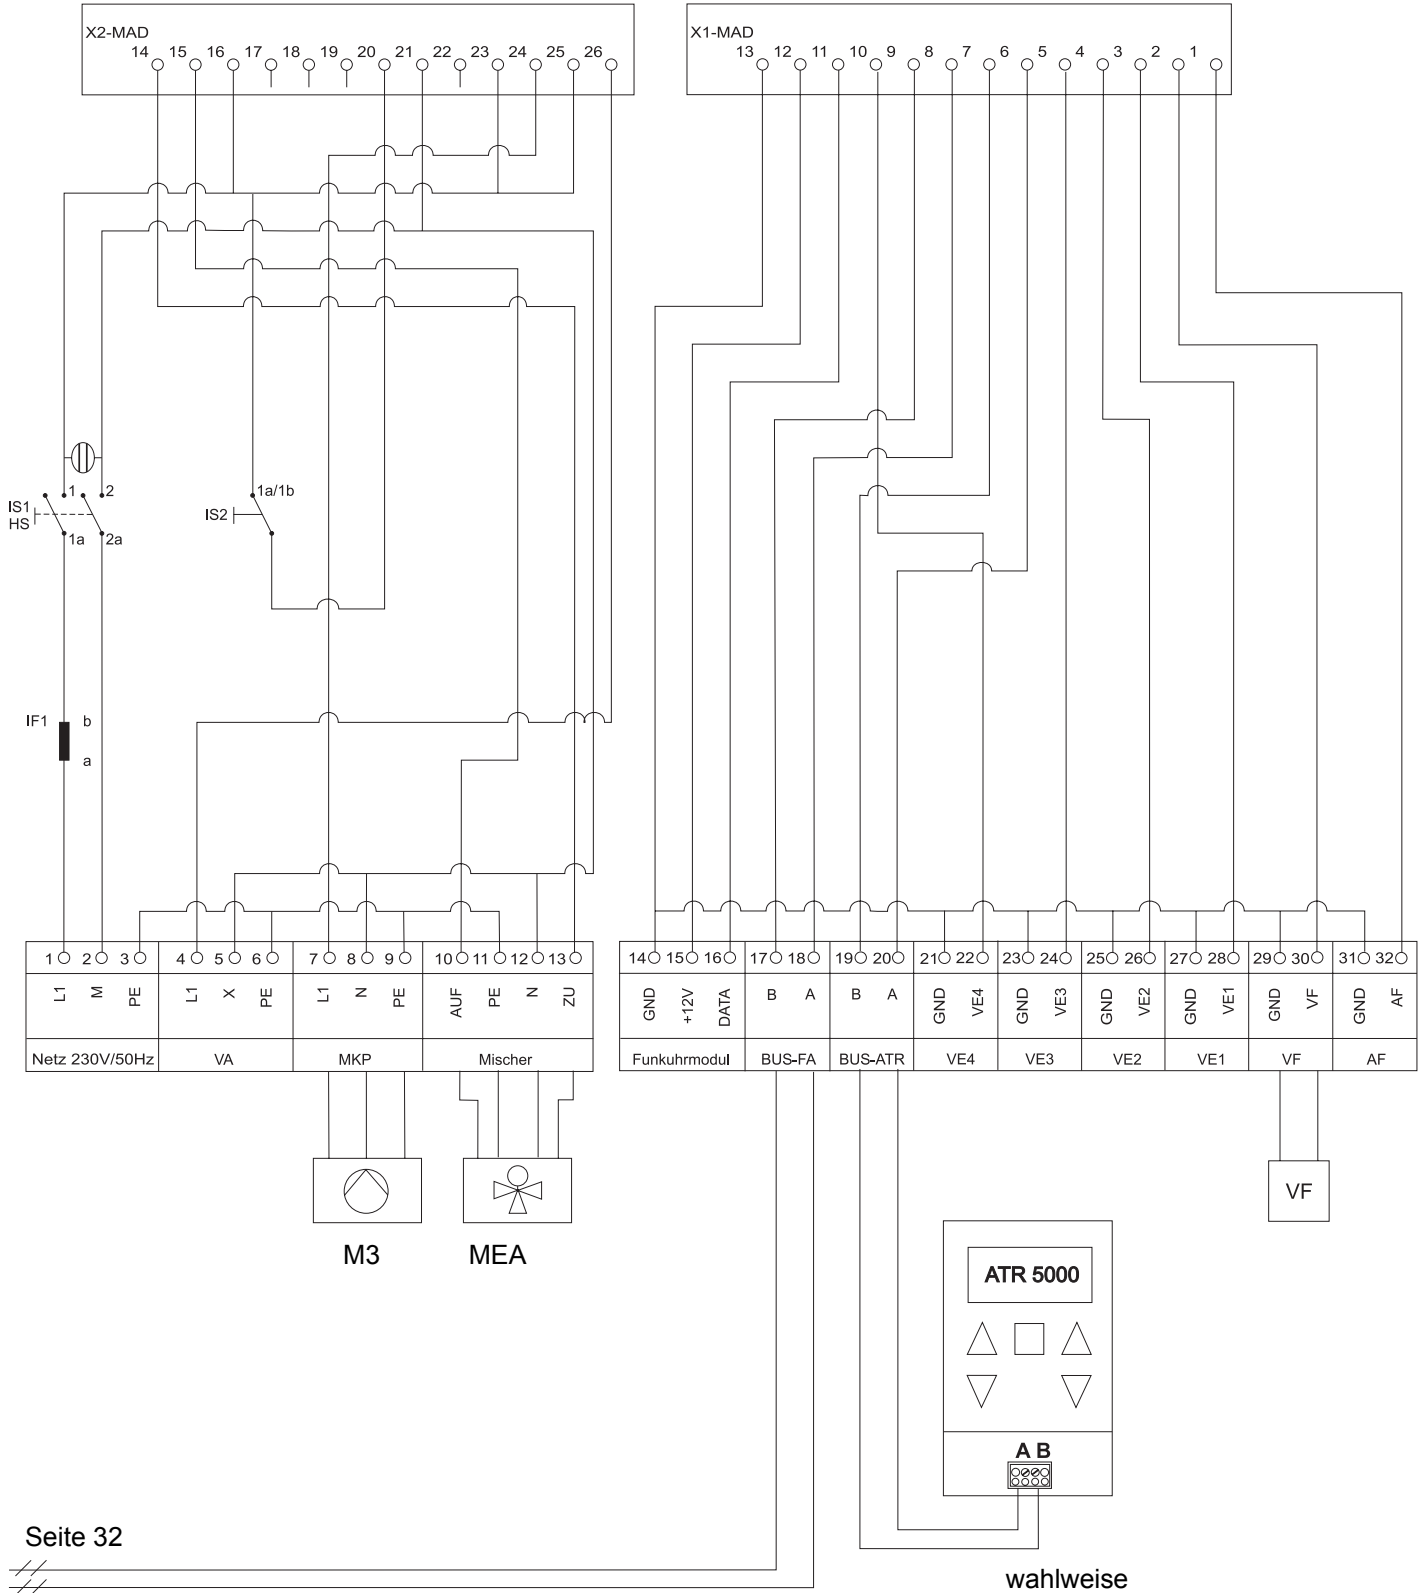 X2-MAD
14 15 16 17 18 19 20 21 22 23 24 25 26
X1-MAD
13 12 11 10 9 8 7 6 5 4 3 2 1
1 2
IS1
HS
1a 2a
1a/1b
IS2
IF1
b
a
1 2 3 4 5 6 7 8 9 10 11 12 13
L1 M PE L1 X PE L1 N PE AUF PE N ZU
Netz 230V/50Hz VA MKP Mischer
14 15 16 17 18 19 20 21 22 23 24 25 26 27 28 29 30 31 32
GND +12V DATA B A B A GND VE4 GND VE3 GND VE2 GND VE1 GND VF GND AF
Funkuhrmodul BUS-FA BUS-ATR VE4 VE3 VE2 VE1 VF AF
M3
MEA
VF
ATR 5000
A B
Seite 32
wahlweise